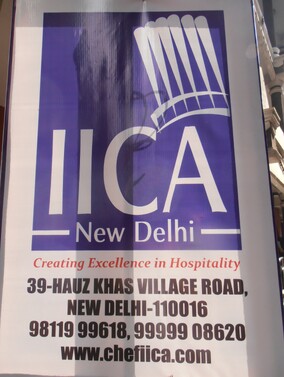 IICA
New Delhi
Creating Excellence in Hospitality
39-HAUZ KHAS VILLAGE ROAD,
NEW DELHI-110016
98119 99618, 99999 08620
www.chefiica.com